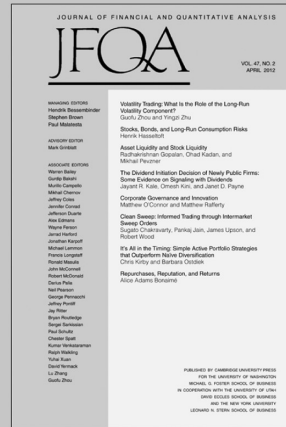 JOURNAL OF FINANCIAL AND QUANTITATIVE ANALYSIS
JFQA
VOL. 47, NO. 2
APRIL 2012
MANAGING EDITORS
Hendrik Bessembinder
Stephen Brown
Paul Malatesta
ADVISORY EDITOR
Mark Grinblatt
ASSOCIATE EDITORS
Warren Bailey
Gurdip Bakshi
Murillo Campello
Mikhail Chernov
Jeffrey Coles
Jennifer Conrad
Jefferson Duarte
Alex Edmans
Wayne Ferson
Jarrad Harford
Jonathan Karpoff
Michael Lemmon
Francis Longstaff
Ronald Masulis
John McConnell
Robert McDonald
Darius Palia
Neil Pearson
George Pennacchi
Jeffrey Pontiff
Jay Ritter
Bryan Routledge
Sergei Sarkissian
Paul Schultz
Chester Spatt
Kumar Venkataraman
Ralph Walkling
Yuhai Xuan
David Yermack
Lu Zhang
Guofu Zhou
Volatility Trading: What Is the Role of the Long-Run
Volatility Component?
Guofu Zhou and Yingzi Zhu
Stocks, Bonds, and Long-Run Consumption Risks
Henrik Hasseltoft
Asset Liquidity and Stock Liquidity
Radhakrishnan Gopalan, Ohad Kadan, and
Mikhail Pevzner
The Dividend Initiation Decision of Newly Public Firms:
Some Evidence on Signaling with Dividends
Jayant R. Kale, Omesh Kini, and Janet D. Payne
Corporate Governance and Innovation
Matthew O'Connor and Matthew Rafferty
Clean Sweep: Informed Trading through Intermarket
Sweep Orders
Sugato Chakravarty, Pankaj Jain, James Upson, and
Robert Wood
It's All in the Timing: Simple Active Portfolio Strategies
that Outperform Naïve Diversification
Chris Kirby and Barbara Ostdiek
Repurchases, Reputation, and Returns
Alice Adams Bonaimé
PUBLISHED BY CAMBRIDGE UNIVERSITY PRESS
FOR THE UNIVERSITY OF WASHINGTON
MICHAEL G. FOSTER SCHOOL OF BUSINESS
IN COOPERATION WITH THE UNIVERSITY OF UTAH
DAVID ECCLES SCHOOL OF BUSINESS
AND THE NEW YORK UNIVERSITY
LEONARD N. STERN SCHOOL OF BUSINESS